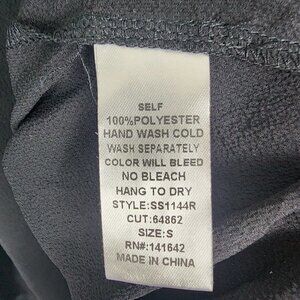 SELF
100%POLYESTER
HAND WASH COLD
WASH SEPARATELY
COLOR WILL BLEED
NO BLEACH
HANG TO DRY
STYLE:SS1144R
CUT:64862
SIZE:S
RN#:141642
MADE IN CHINA